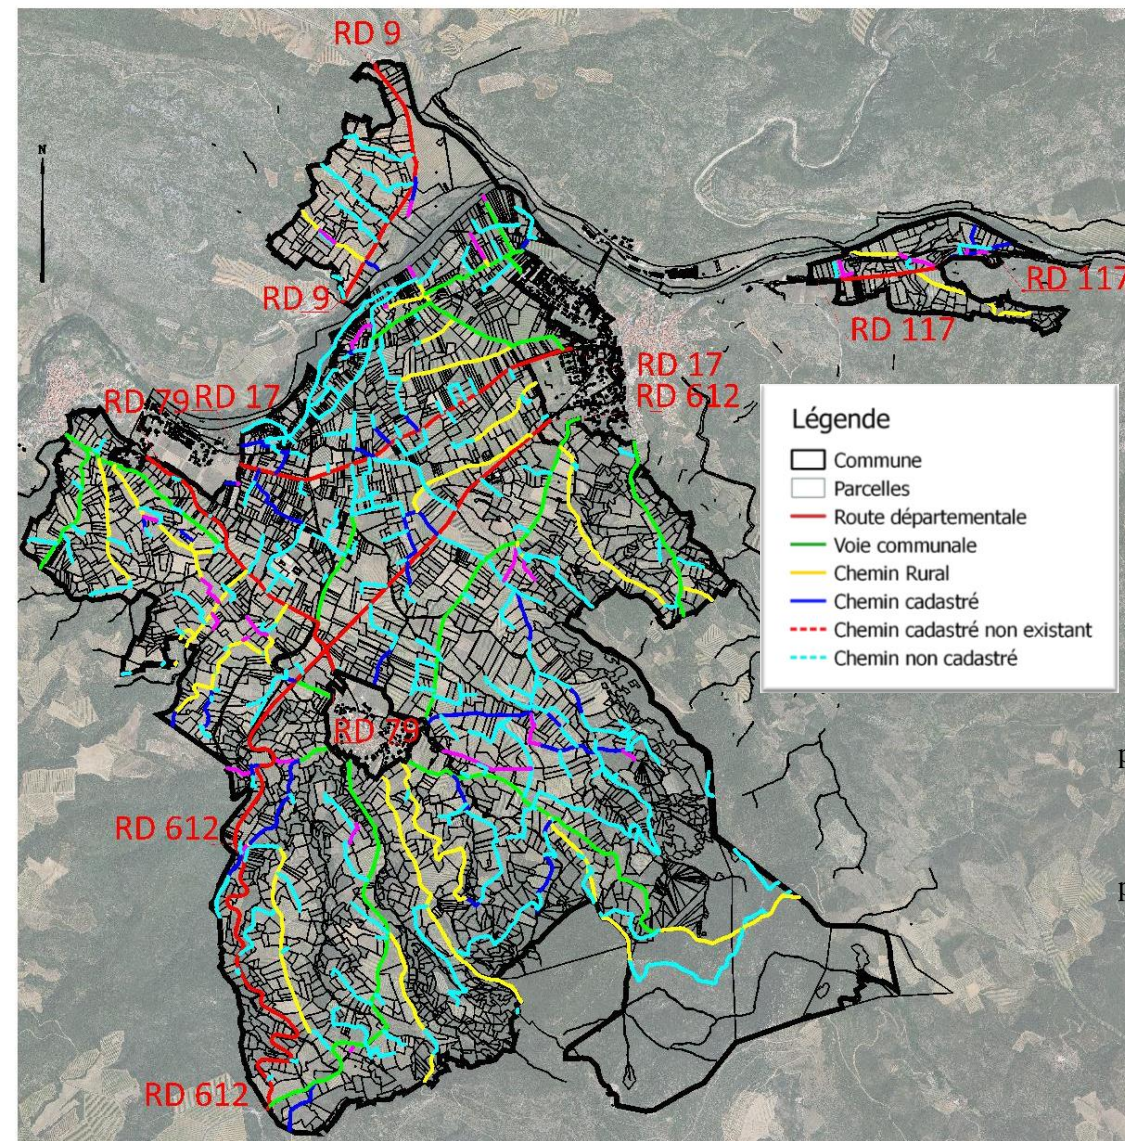 RD 9
N
RD 9
RD 117
RD 117
RD 17
RD 612
RD 79 RD 17
Légende
Commune
Parcelles
Route départementale
Voie communale
Chemin Rural
Chemin cadastré
Chemin cadastré non existant
Chemin non cadastré
RD 79
p
RD 612
p
RD 612